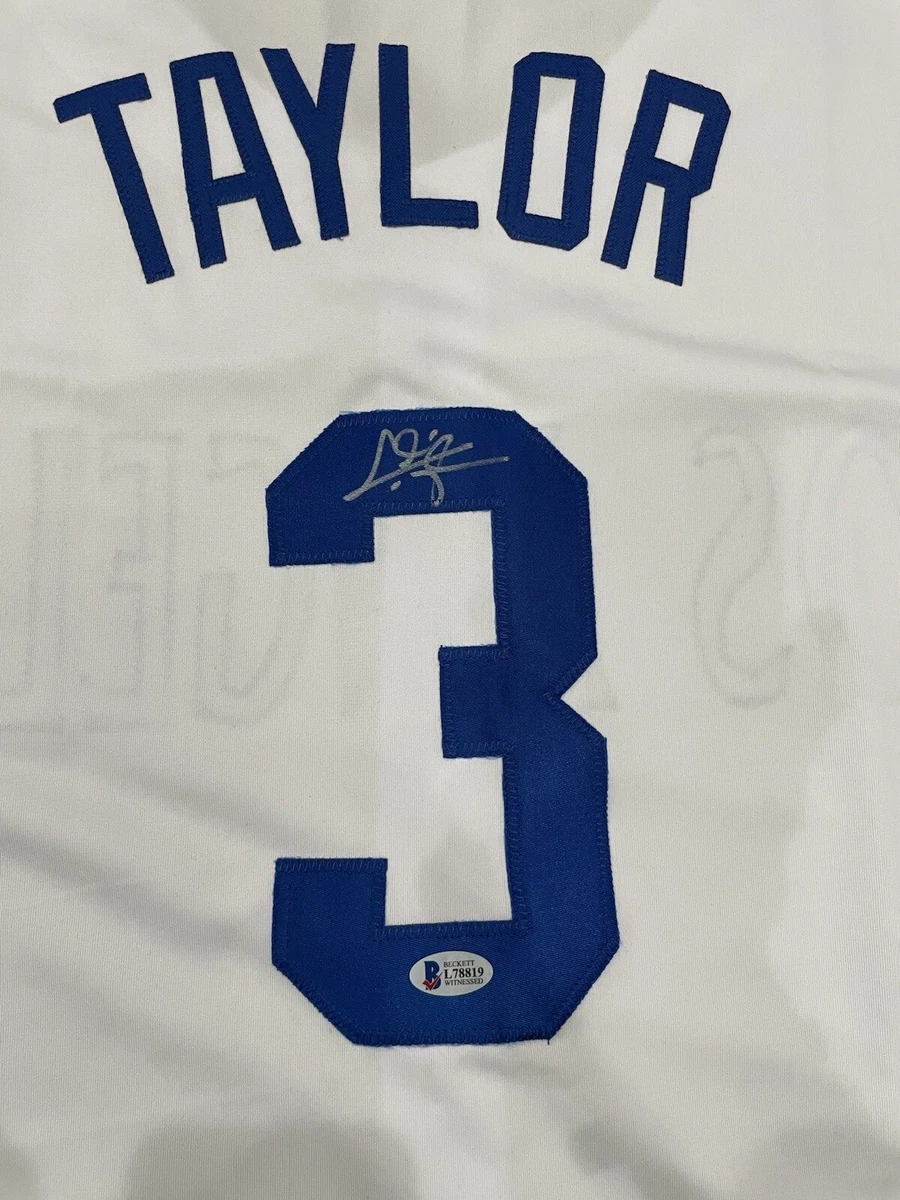 TAYLOR
3
BECKETT
B L78819
WITNESSED